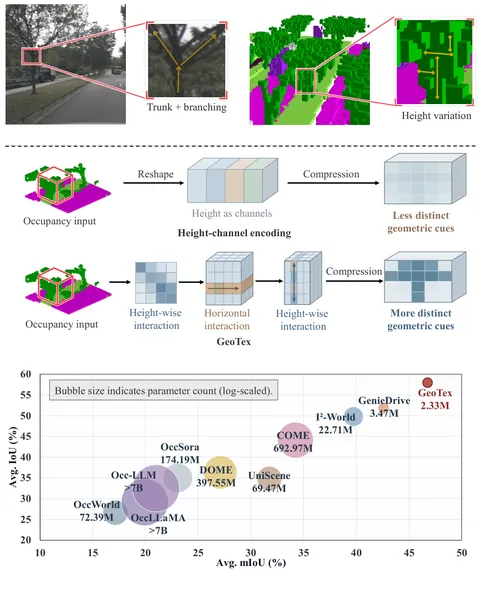 Trunk + branching
Height variation
Reshape
Compression
Occupancy input
Height as channels
Less distinct
geometric cues
Height-channel encoding
Compression
Occupancy input
Height-wise
interaction
Horizontal
interaction
Height-wise
interaction
More distinct
geometric cues
GeoTex
60
55
50
45
40
35
30
25
20
Avg. IoU (%)
Bubble size indicates parameter count (log-scaled).
GeoTex
2.33M
GenieDrive
3.47M
I²-World
22.71M
COME
692.97M
OccSora
174.19M
DOME
397.55M
UniScene
69.47M
Occ-LLM
>7B
OccWorld
72.39M
OccLLaMA
>7B
10
15
20
25
30
35
40
45
50
Avg. mIoU (%)